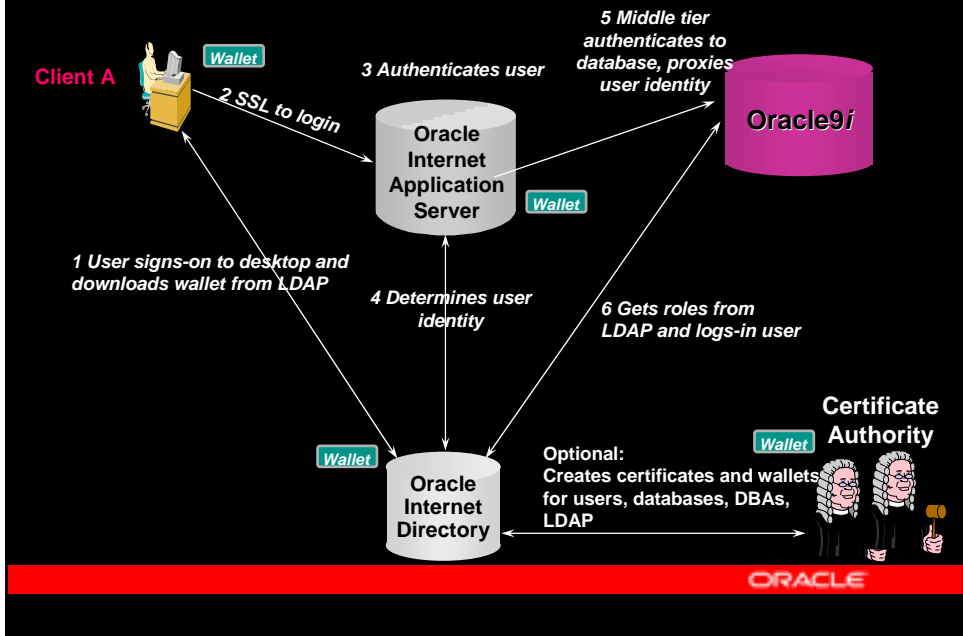 Client A
Wallet
2 SSL to login
3 Authenticates user
5 Middle tier
authenticates to
database, proxies
user identity
Oracle9i
Oracle
Internet
Application
Server
Wallet
1 User signs-on to desktop and
downloads wallet from LDAP
4 Determines user
identity
6 Gets roles from
LDAP and logs-in user
Certificate
Authority
Wallet
Wallet
Oracle
Internet
Directory
Optional:
Creates certificates and wallets
for users, databases, DBAs,
LDAP
ORACLE